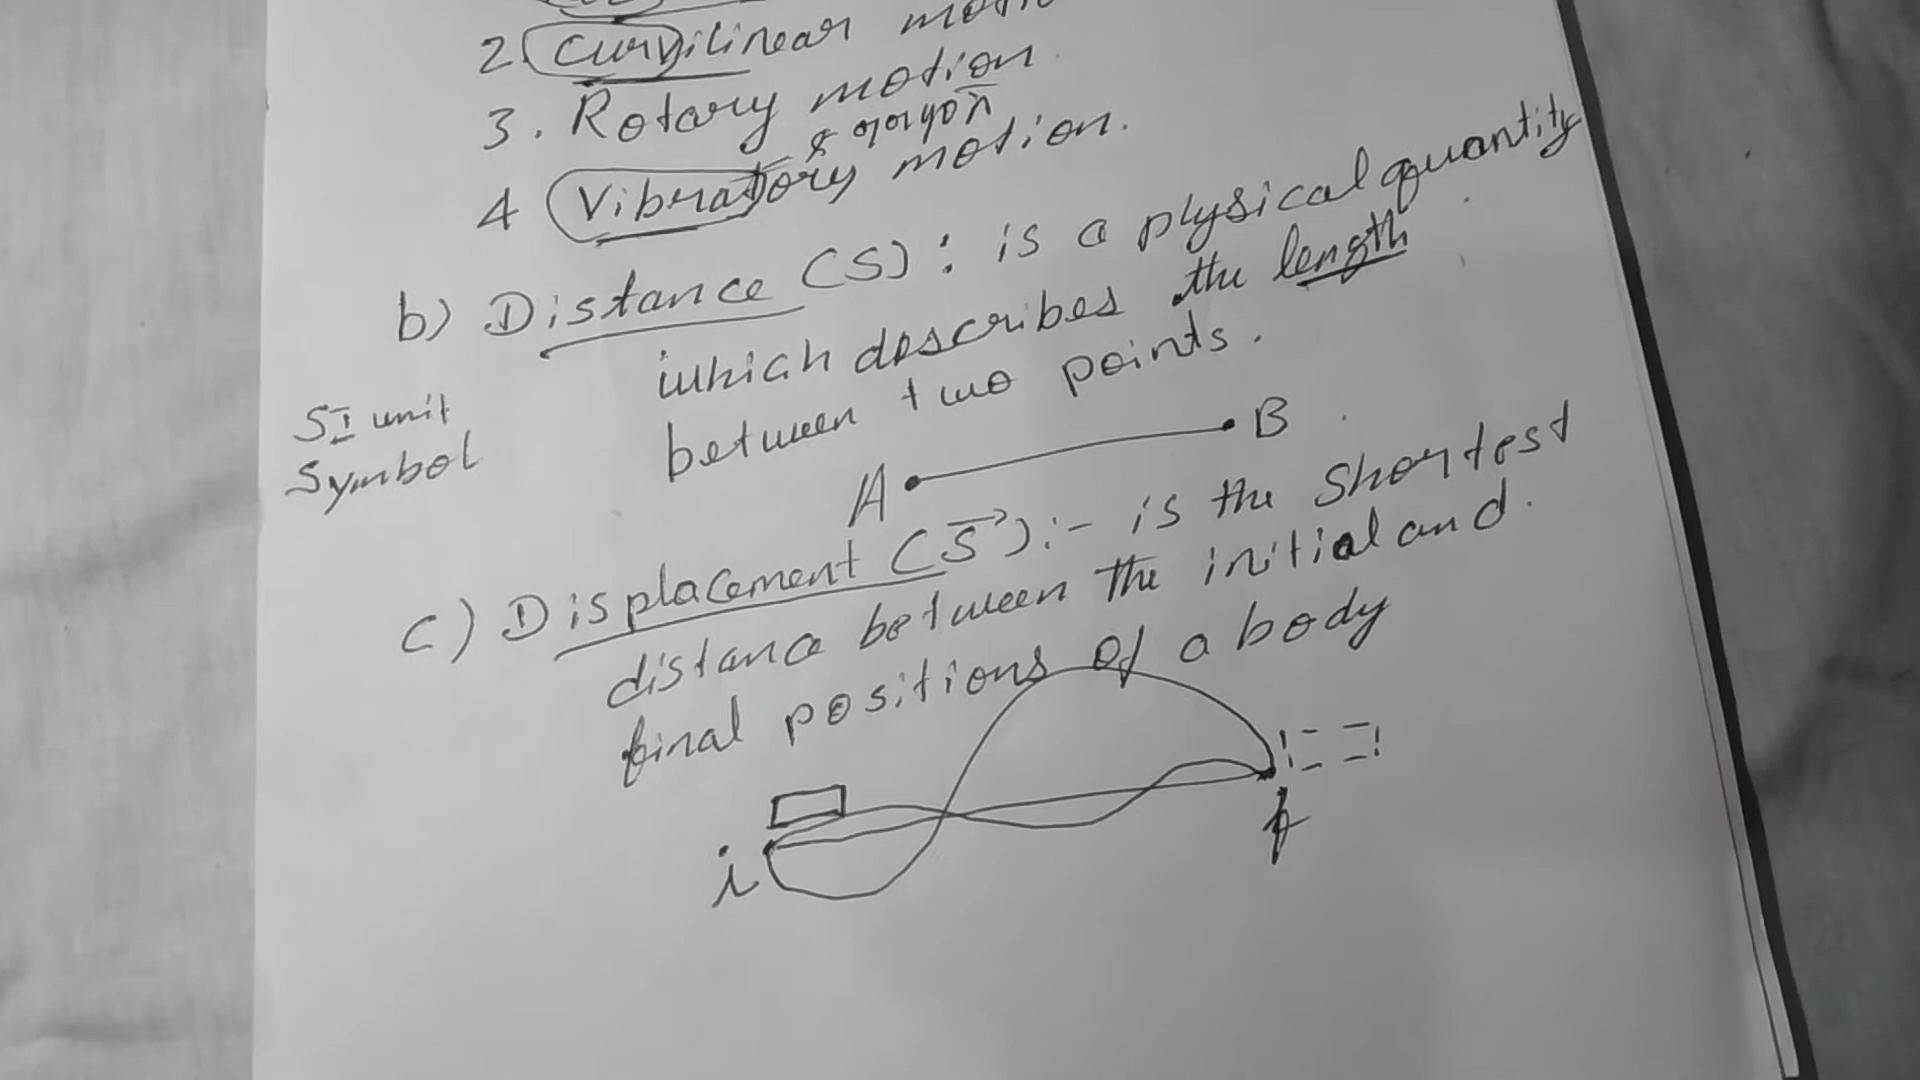 2. Curvilinear
3. Rotary motion
4 Vibratory motion.
b) Distance (S) : is a physical quantity
which describes the length
between two points.
SI unit
Symbol
A B
c) Displacement (S⃗) :- is the shortest
distance between the initial and
final positions of a body
i f